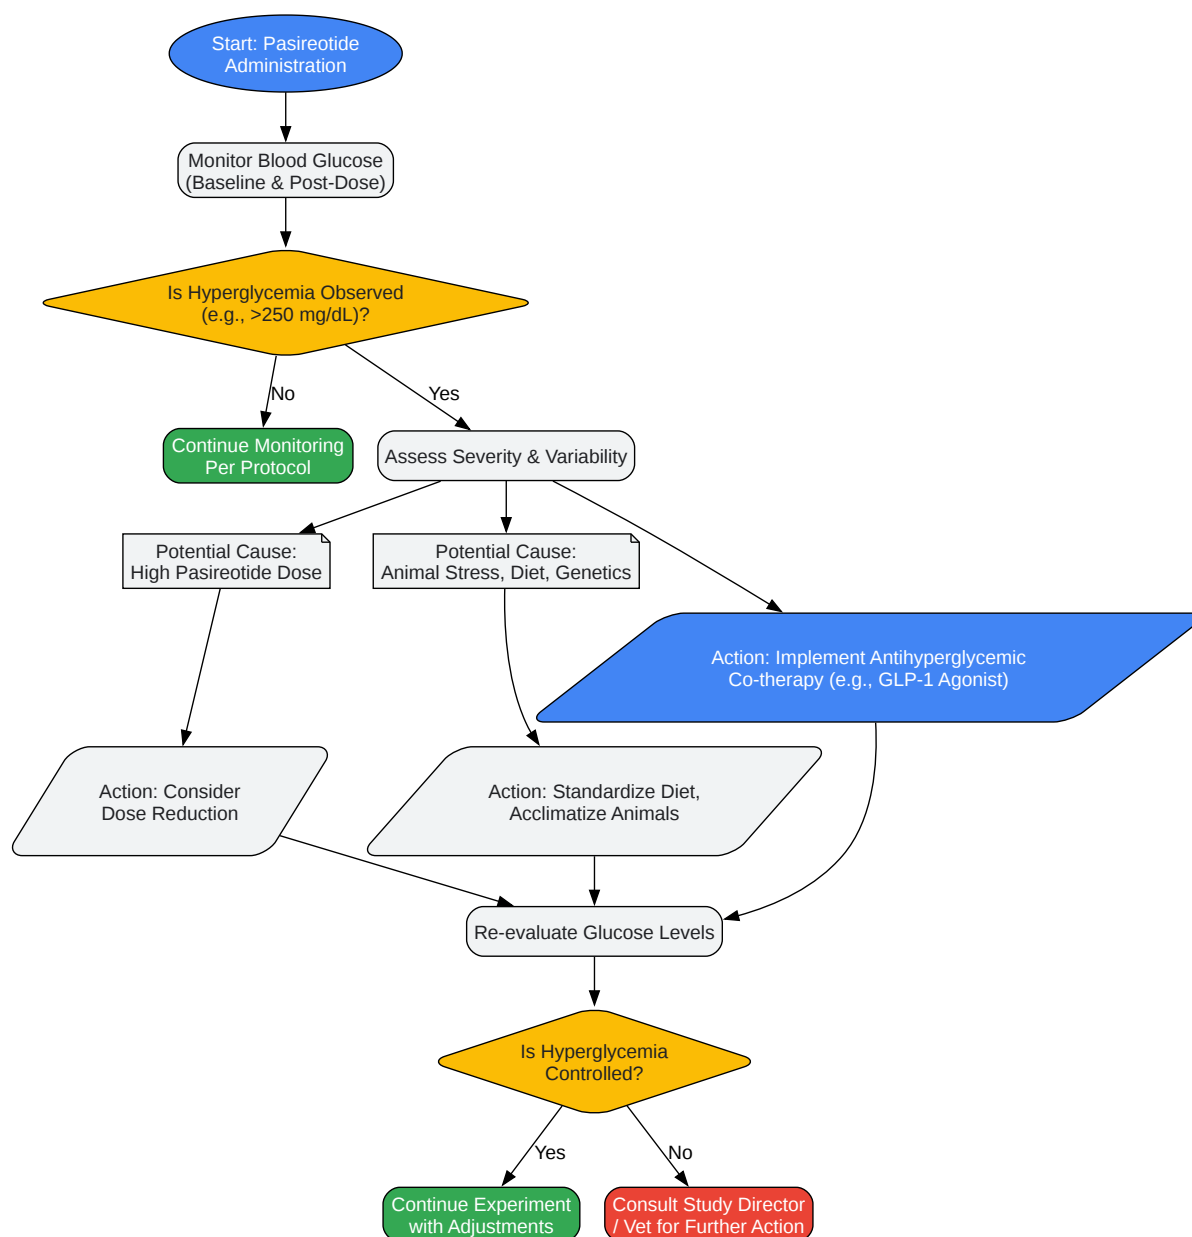 Start: Pasireotide
Administration
Monitor Blood Glucose
(Baseline & Post-Dose)
Is Hyperglycemia Observed
(e.g., >250 mg/dL)?
No
Yes
Continue Monitoring
Per Protocol
Assess Severity & Variability
Potential Cause:
High Pasireotide Dose
Potential Cause:
Animal Stress, Diet, Genetics
Action: Implement Antihyperglycemic
Co-therapy (e.g., GLP-1 Agonist)
Action: Consider
Dose Reduction
Action: Standardize Diet,
Acclimatize Animals
Re-evaluate Glucose Levels
Is Hyperglycemia
Controlled?
Yes
No
Continue Experiment
with Adjustments
Consult Study Director
/ Vet for Further Action